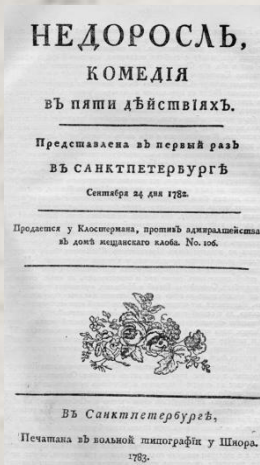 НЕДОРОСЛЬ,
КОМЕДІЯ
ВЪ ПЯТИ ДѢЙСТВІЯХЪ.
Представлена въ первый разъ
ВЪ САНКТПЕТЕРБУРГѢ
Сентября 24 дня 1782.
Продается у Клостермана, противъ адмиралтейства
въ домѣ мещанскаго клоба. No. 106.
Въ Санктпетербургѣ,
Печатана въ вольной типографіи у Шнора.
1783.